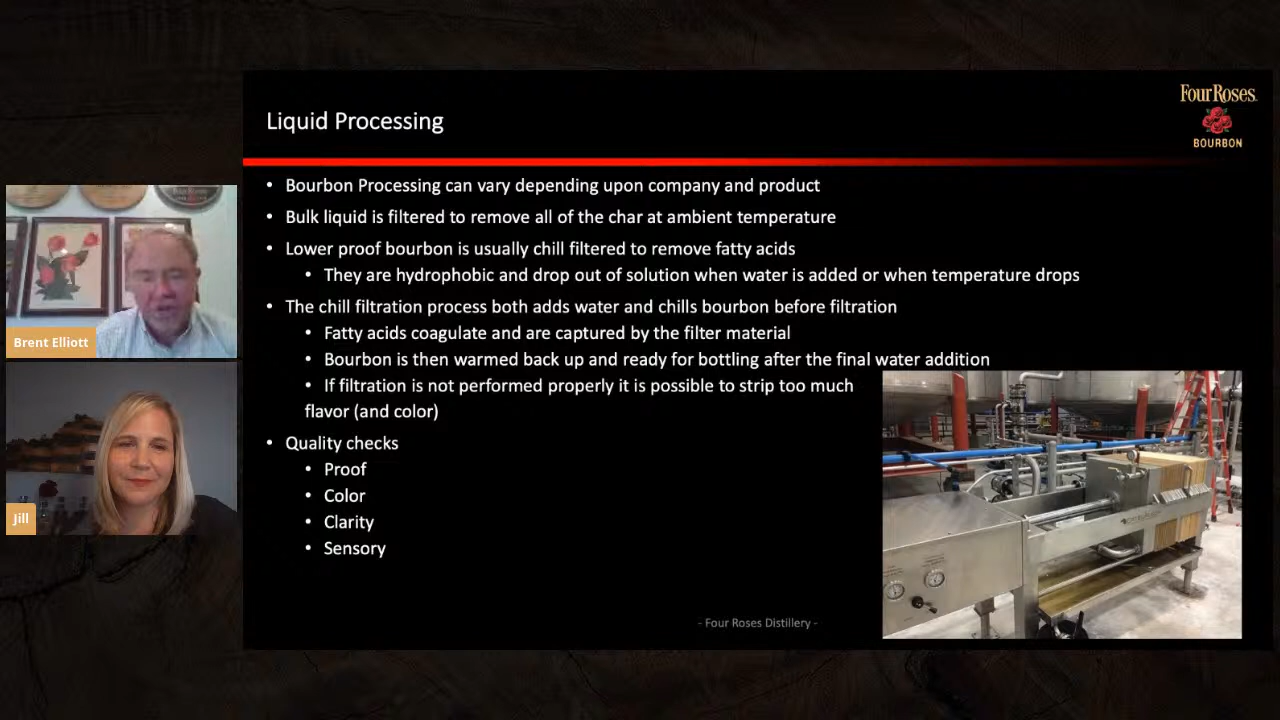 Liquid Processing
Four Roses
BOURBON
• Bourbon Processing can vary depending upon company and product
• Bulk liquid is filtered to remove all of the char at ambient temperature
• Lower proof bourbon is usually chill filtered to remove fatty acids
• They are hydrophobic and drop out of solution when water is added or when temperature drops
• The chill filtration process both adds water and chills bourbon before filtration
• Fatty acids coagulate and are captured by the filter material
• Bourbon is then warmed back up and ready for bottling after the final water addition
• If filtration is not performed properly it is possible to strip too much
flavor (and color)
• Quality checks
• Proof
• Color
• Clarity
• Sensory
- Four Roses Distillery -
Brent Elliott
Jill